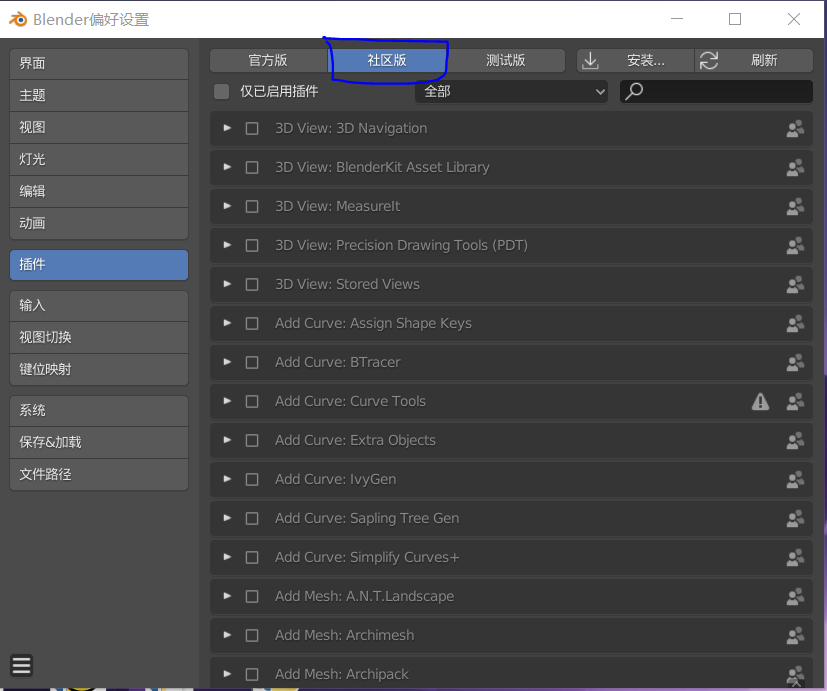 Blender偏好设置
界面
主题
视图
灯光
编辑
动画
插件
输入
视图切换
键位映射
系统
保存&加载
文件路径
官方版 社区版 测试版 安装... 刷新
仅已启用插件 全部
3D View: 3D Navigation
3D View: BlenderKit Asset Library
3D View: MeasureIt
3D View: Precision Drawing Tools (PDT)
3D View: Stored Views
Add Curve: Assign Shape Keys
Add Curve: BTracer
Add Curve: Curve Tools
Add Curve: Extra Objects
Add Curve: IvyGen
Add Curve: Sapling Tree Gen
Add Curve: Simplify Curves+
Add Mesh: A.N.T.Landscape
Add Mesh: Archimesh
Add Mesh: Archipack